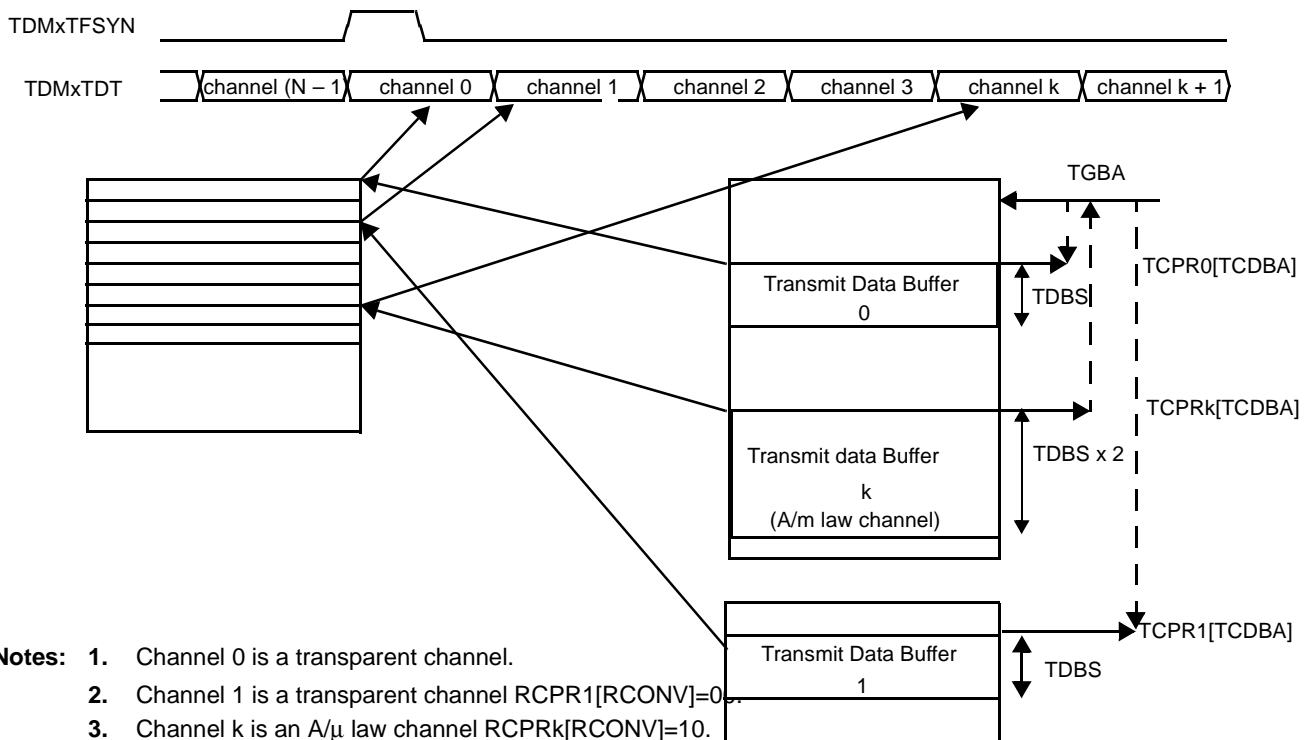 TDMxTFSYN
TDMxTDT
channel (N – 1) channel 0 channel 1 channel 2 channel 3 channel k channel k + 1
TGBA
TCPR0[TCDBA]
Transmit Data Buffer
0
TDBS
TCPRk[TCDBA]
Transmit data Buffer
k
(A/m law channel)
TDBS x 2
TCPR1[TCDBA]
Transmit Data Buffer
1
TDBS
Notes: 1. Channel 0 is a transparent channel.
2. Channel 1 is a transparent channel RCPR1[RCONV]=00.
3. Channel k is an A/μ law channel RCPRk[RCONV]=10.